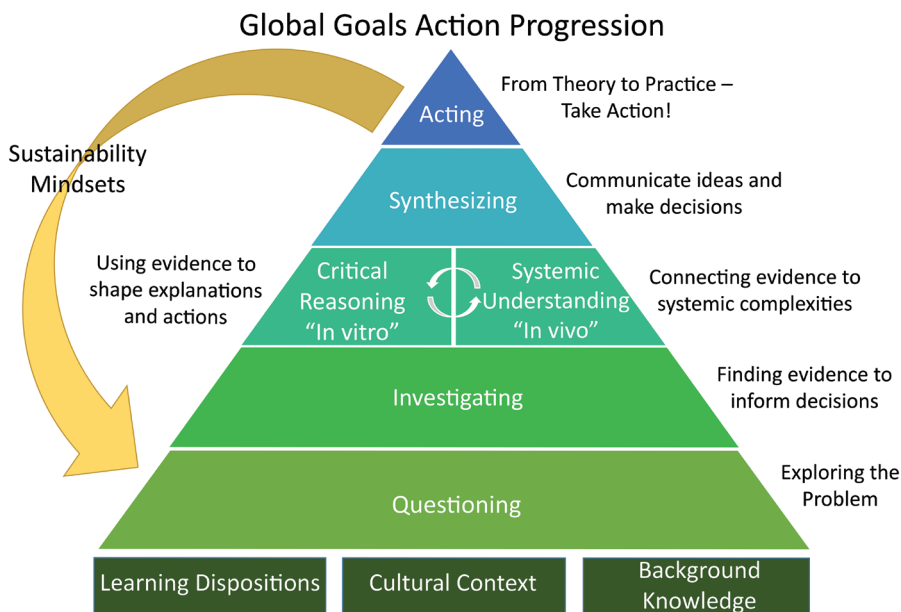 Global Goals Action Progression
From Theory to Practice –
Take Action!
Acting
Sustainability
Mindsets
Synthesizing
Communicate ideas and
make decisions
Using evidence to
shape explanations
and actions
Critical
Reasoning
“In vitro”
Systemic
Understanding
“In vivo”
Connecting evidence to
systemic complexities
Investigating
Finding evidence to
inform decisions
Questioning
Exploring the
Problem
Learning Dispositions
Cultural Context
Background
Knowledge